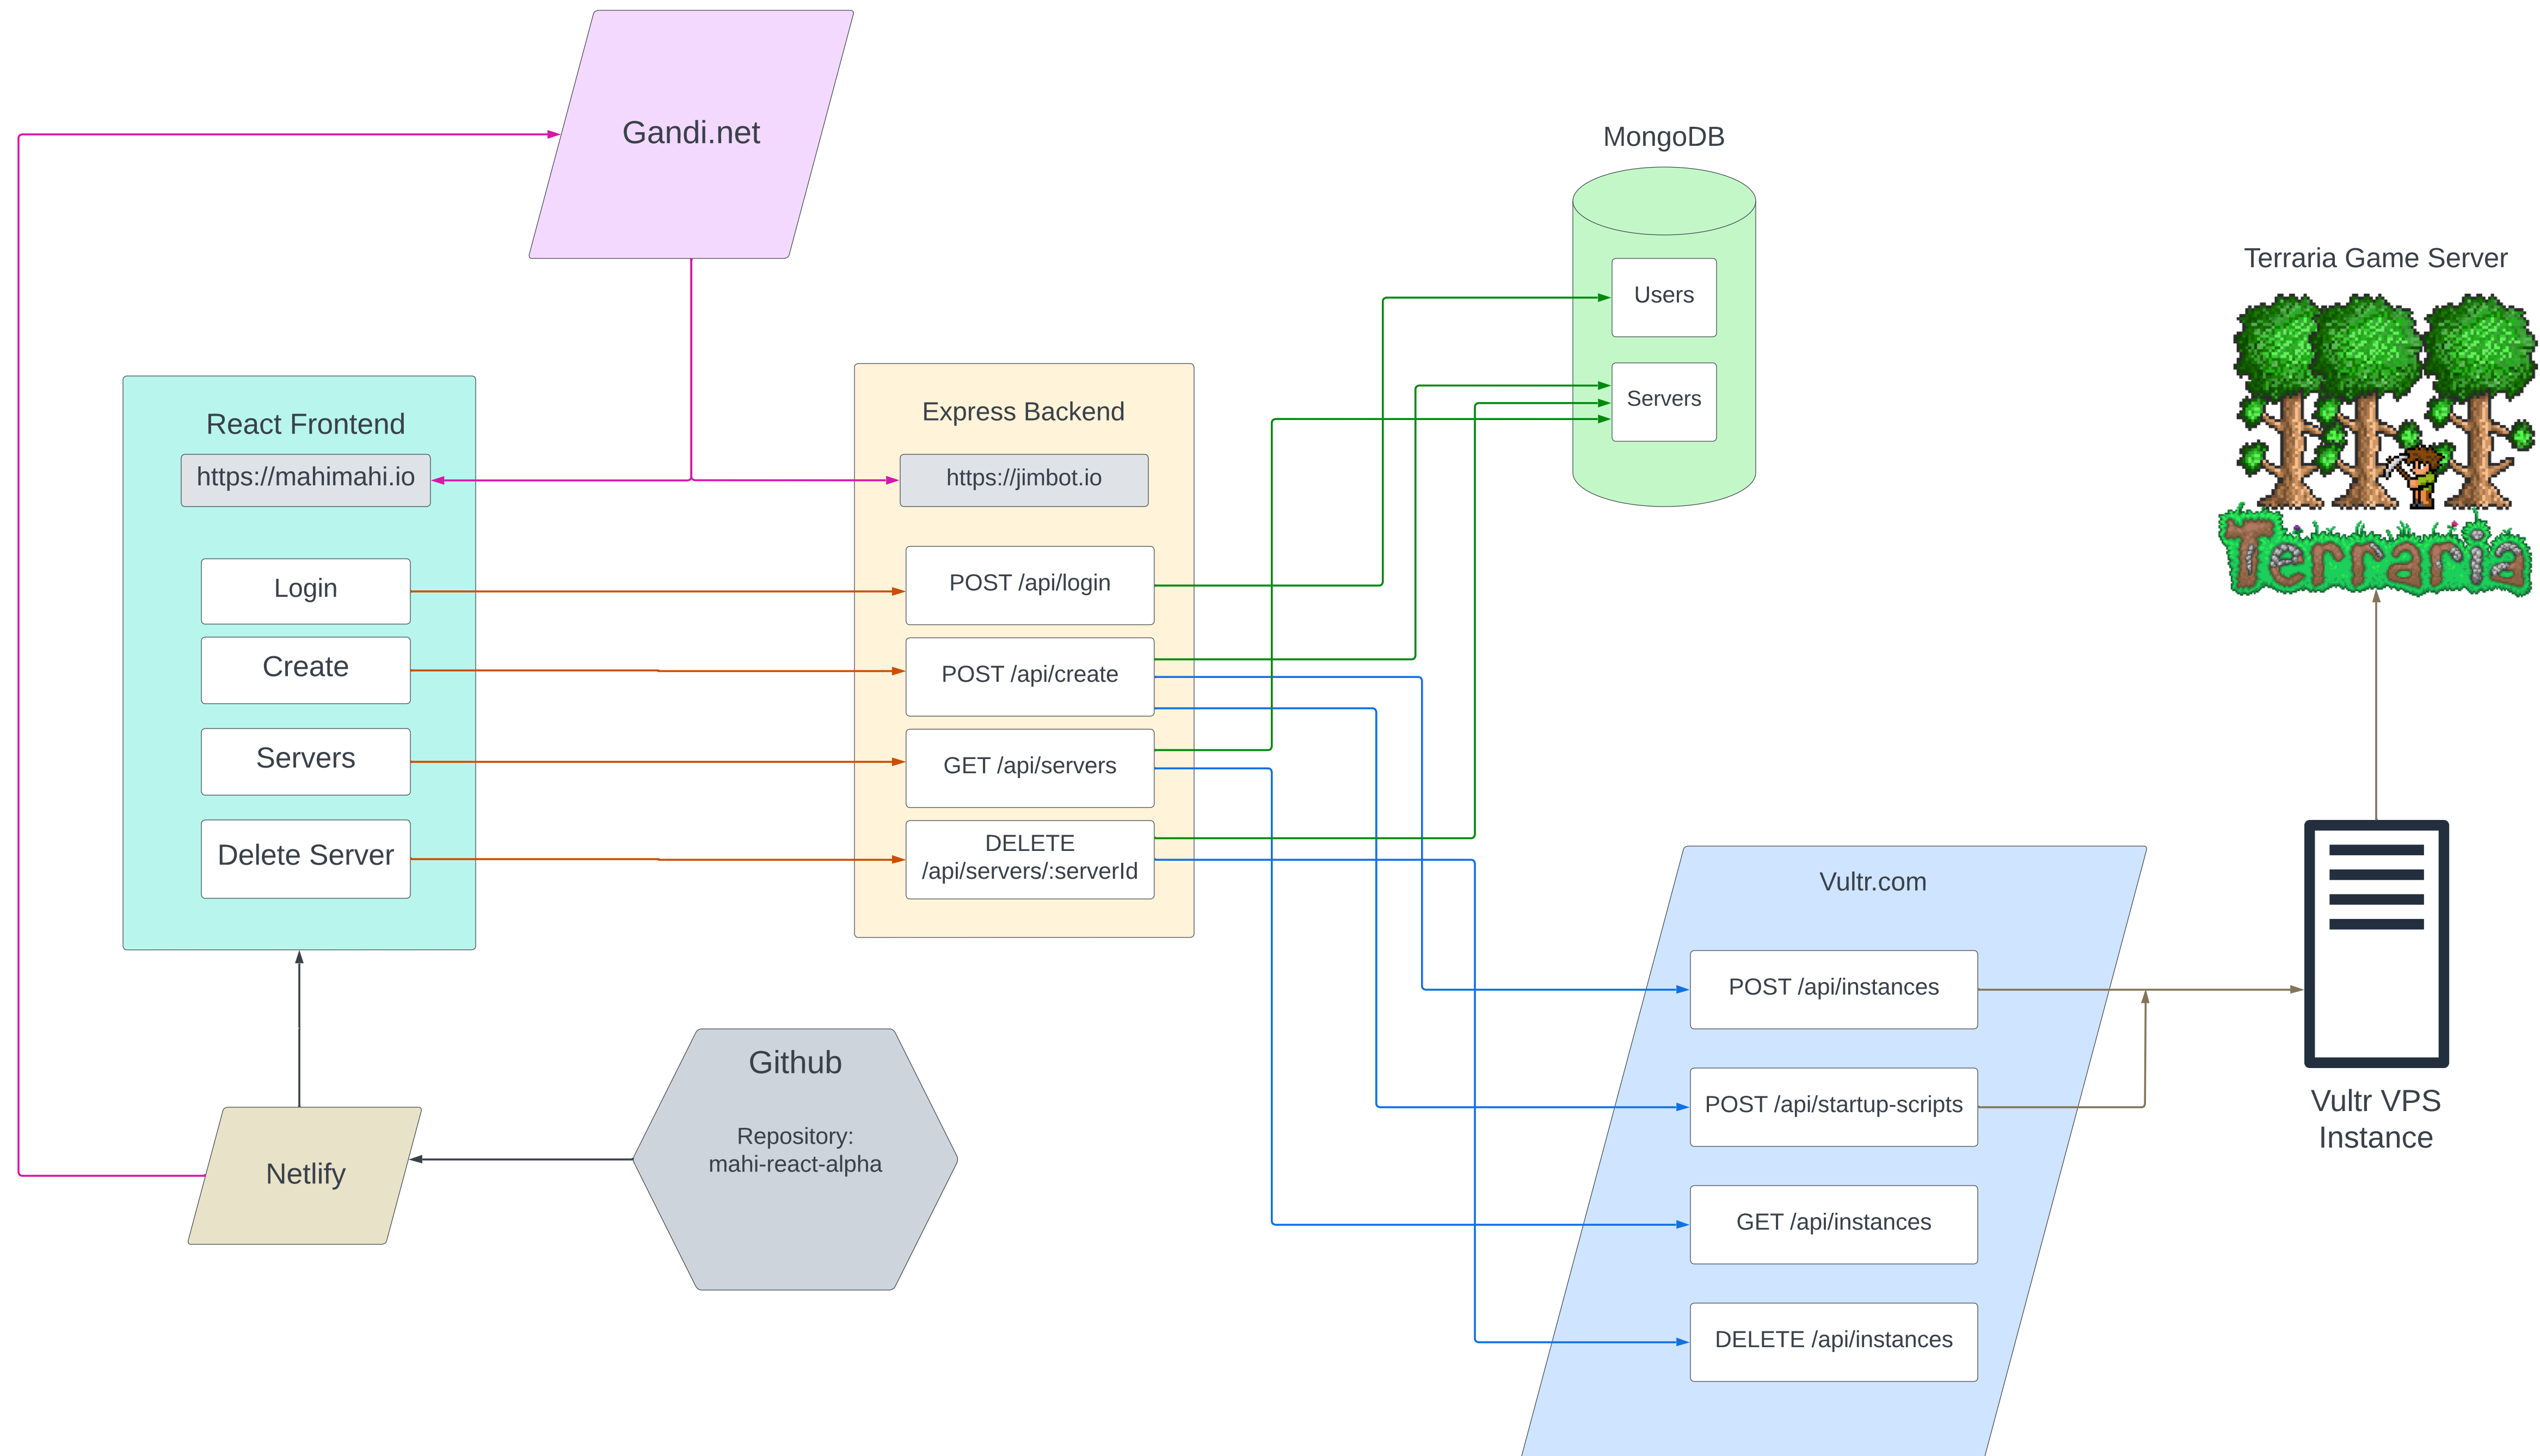 Gandi.net
MongoDB
Users
Servers
Terraria Game Server
Terraria
React Frontend
https://mahimahi.io
Login
Create
Servers
Delete Server
Express Backend
https://jimbot.io
POST /api/login
POST /api/create
GET /api/servers
DELETE
/api/servers/:serverId
Vultr.com
POST /api/instances
POST /api/startup-scripts
GET /api/instances
DELETE /api/instances
Vultr VPS
Instance
Github
Repository:
mahi-react-alpha
Netlify